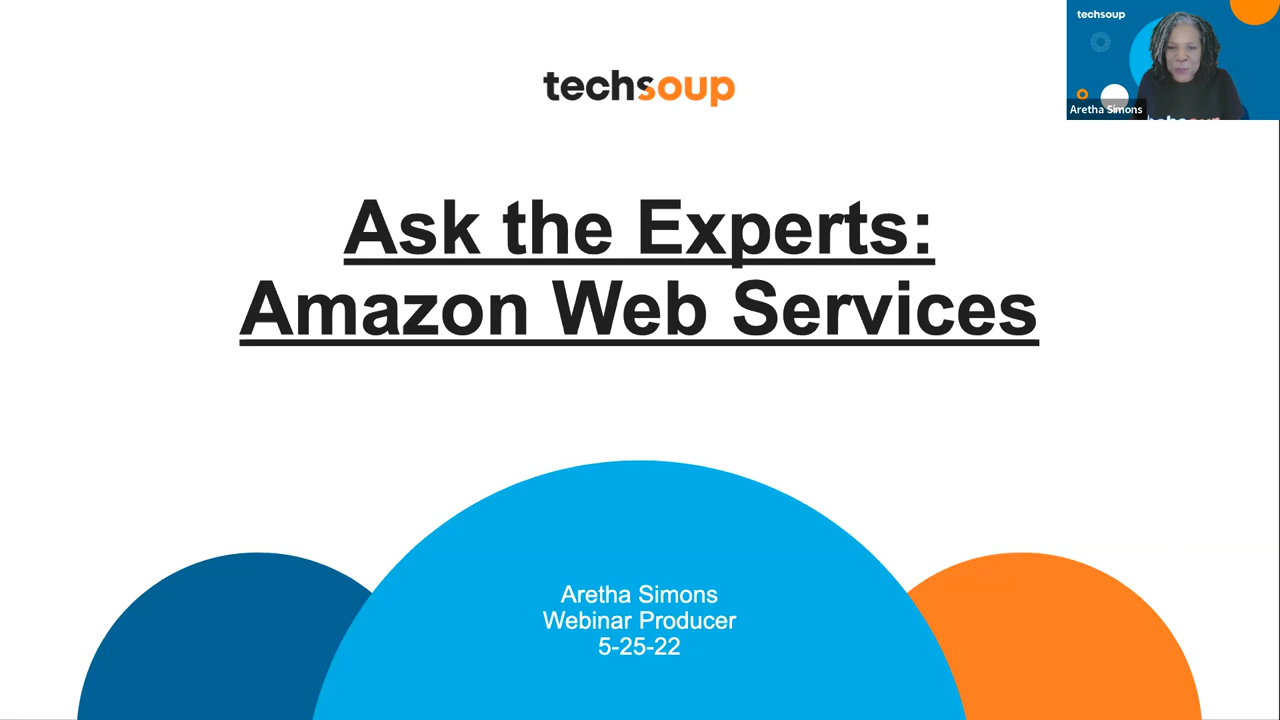 techsoup
Aretha Simons
techsoup
Ask the Experts:
Amazon Web Services
Aretha Simons
Webinar Producer
5-25-22